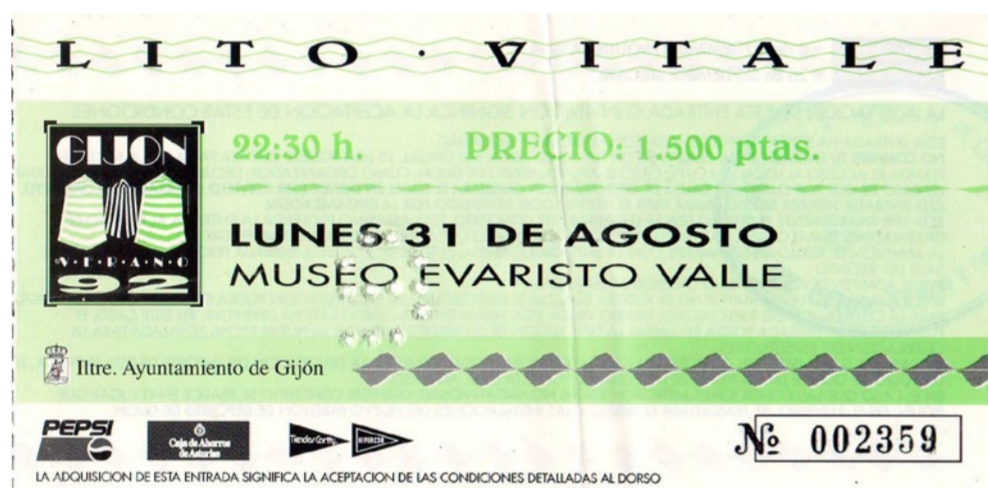 LITO · VITALE
GIJON
VERANO
92
22:30 h. PRECIO: 1.500 ptas.
LUNES 31 DE AGOSTO
MUSEO EVARISTO VALLE
Iltre. Ayuntamiento de Gijón
PEPSI
Caja de Ahorros
de Asturias
HIPERCOR
Nº 002359
LA ADQUISICION DE ESTA ENTRADA SIGNIFICA LA ACEPTACION DE LAS CONDICIONES DETALLADAS AL DORSO